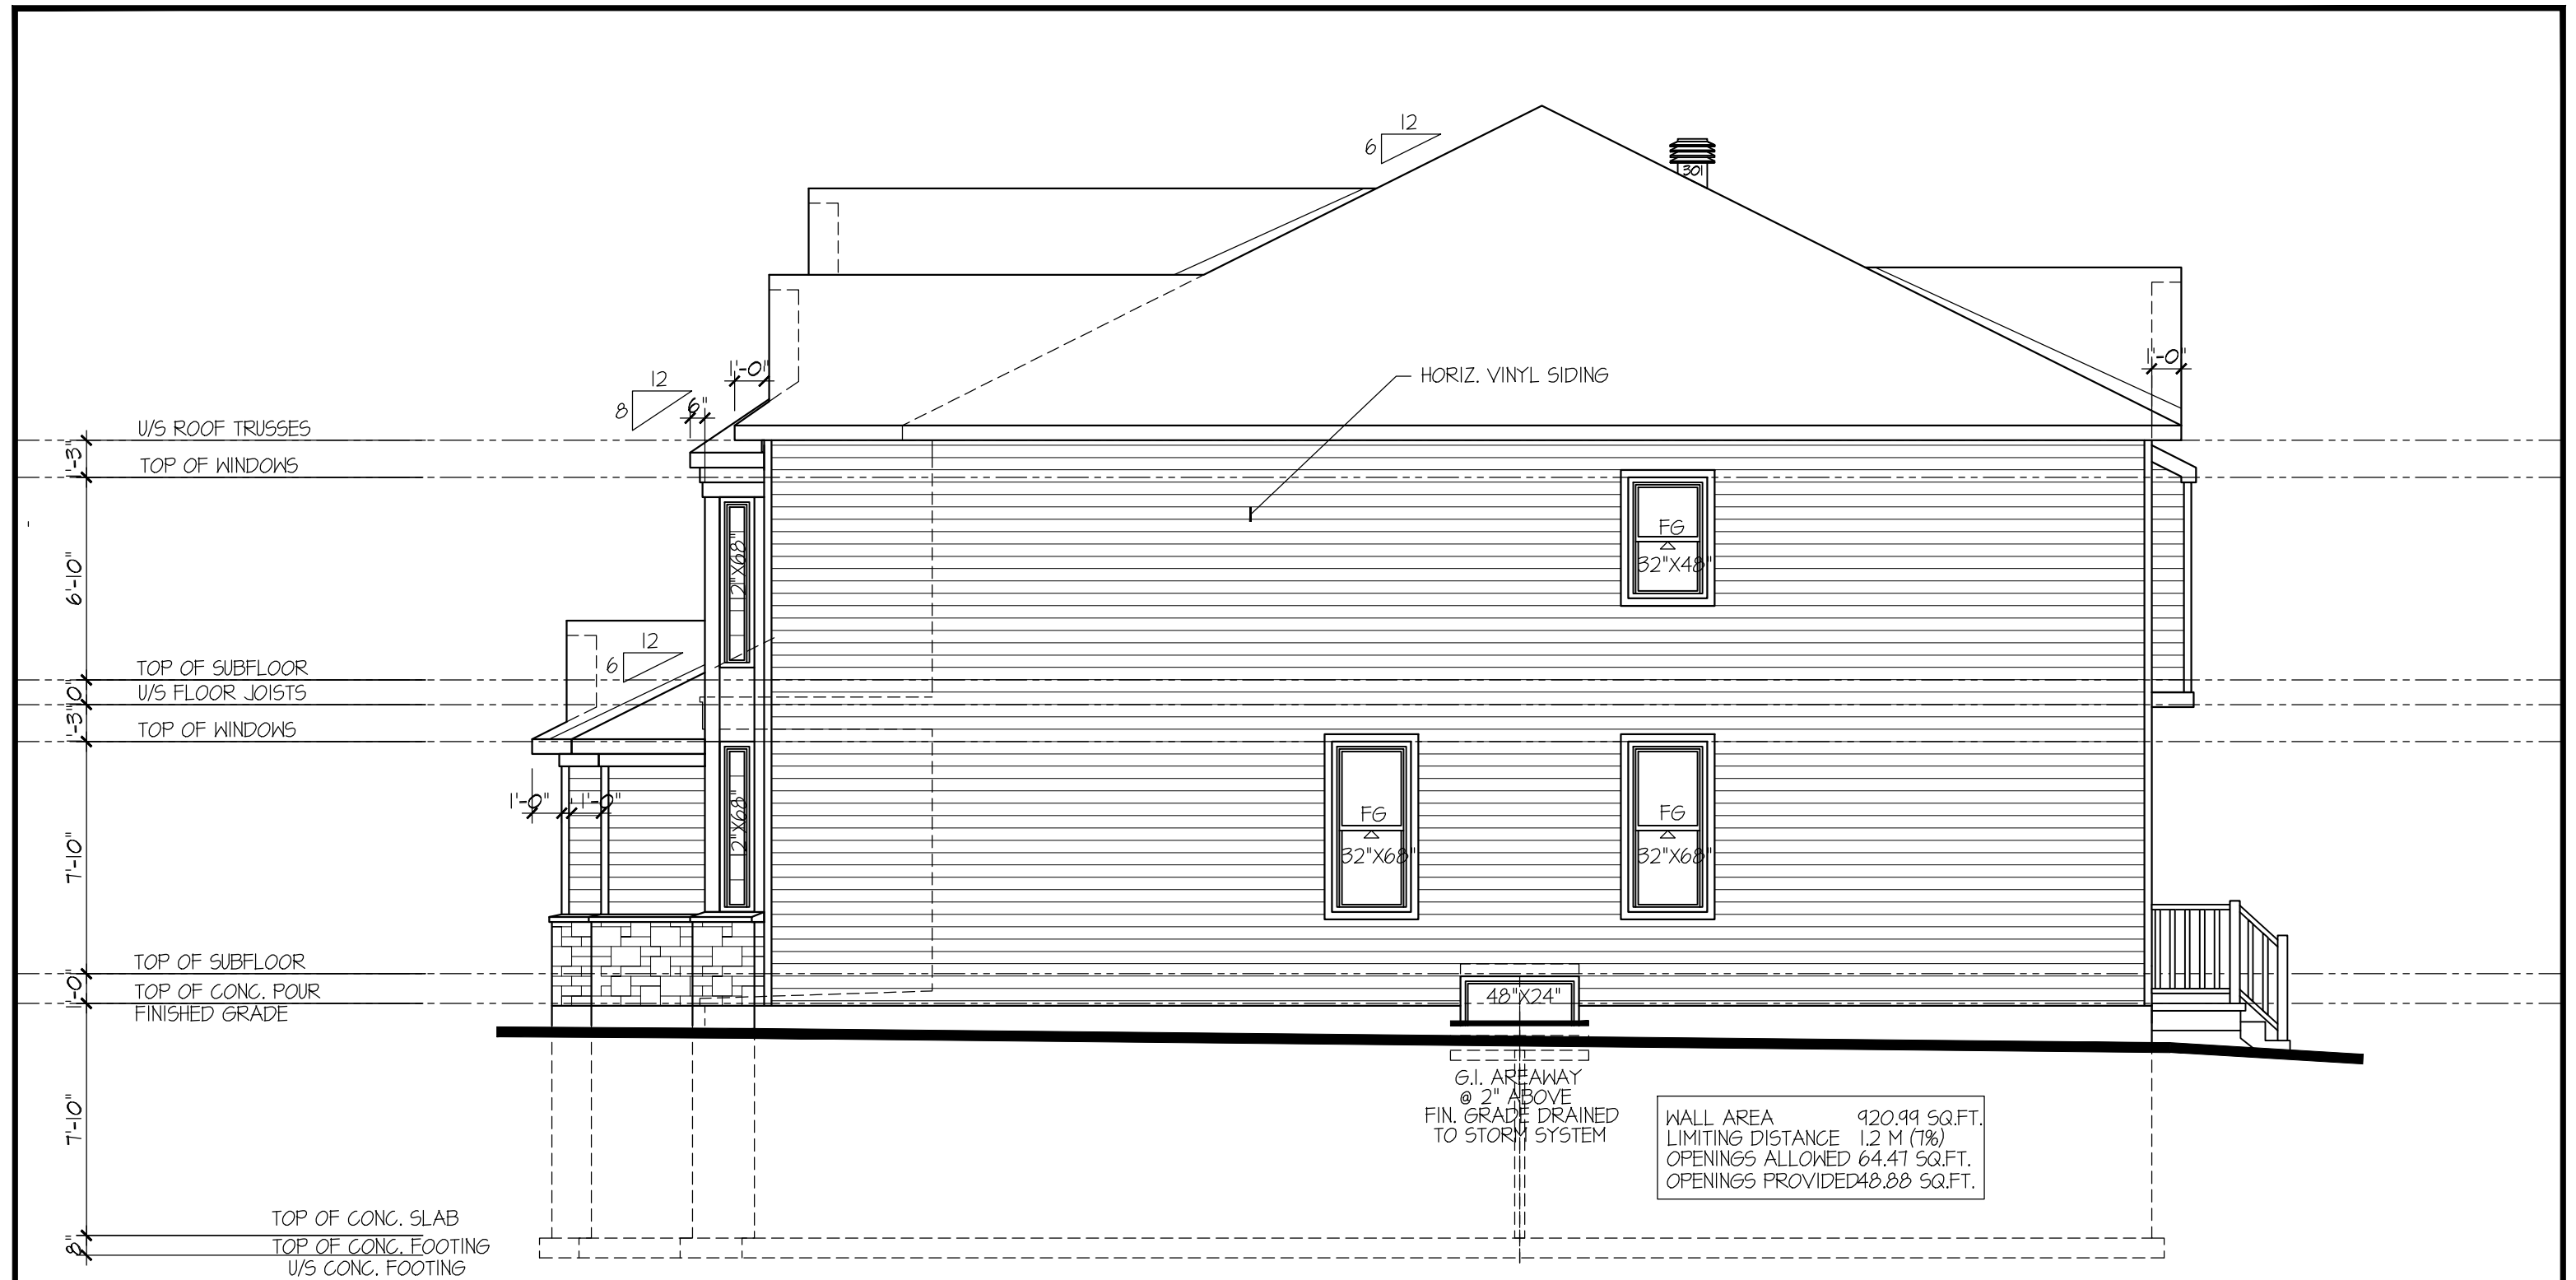 12
6
301
1'-0"
1'-0"
HORIZ. VINYL SIDING
12
8
6"
U/S ROOF TRUSSES
1'-3"
TOP OF WINDOWS
FG
32"X48"
6'-10"
12"X68"
12
6
TOP OF SUBFLOOR
U/S FLOOR JOISTS
1'-3"
TOP OF WINDOWS
1'-0"
1'-0"
FG
FG
12"X68"
32"X68"
32"X68"
7'-10"
TOP OF SUBFLOOR
1'-0"
TOP OF CONC. POUR
48"X24"
FINISHED GRADE
G.I. AREAWAY
@ 2" ABOVE
FIN. GRADE DRAINED
TO STORM SYSTEM
7'-10"
WALL AREA 920.99 SQ.FT.
LIMITING DISTANCE 1.2 M (7%)
OPENINGS ALLOWED 64.47 SQ.FT.
OPENINGS PROVIDED 48.88 SQ.FT.
TOP OF CONC. SLAB
8"
TOP OF CONC. FOOTING
U/S CONC. FOOTING